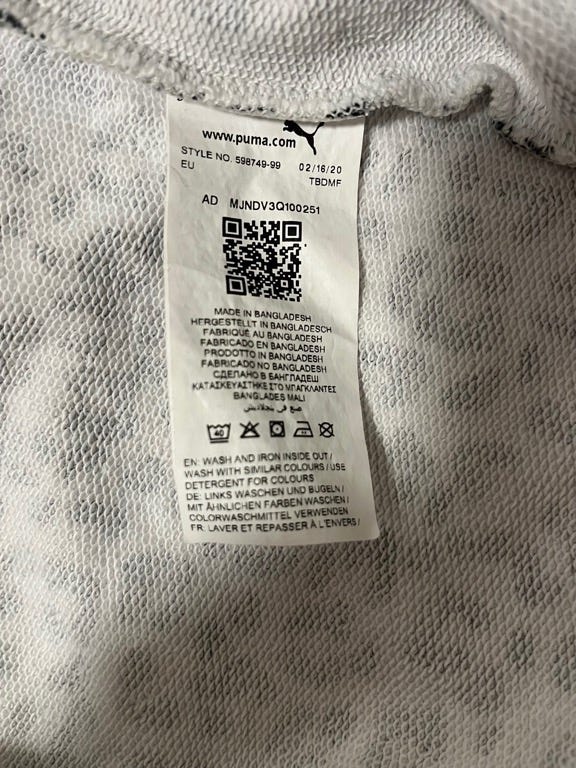 www.puma.com
STYLE NO. 598749-99 02/16/20
EU TBDMF
AD MJNDV3Q100251
MADE IN BANGLADESH
HERGESTELLT IN BANGLADESCH
FABRIQUÉ AU BANGLADESH
FABRICADO EN BANGLADESH
PRODOTTO IN BANGLADESH
FABRICADO NO BANGLADESH
СДЕЛАНО В БАНГЛАДЕШ
ΚΑΤΑΣΚΕΥΑΣΤΗΚΕ ΣΤΟ ΜΠΑΓΚΛΑΝΤΕΣ
BANGLADES MALI
صنع في بنجلاديش
40
EN: WASH AND IRON INSIDE OUT /
WASH WITH SIMILAR COLOURS / USE
DETERGENT FOR COLOURS
DE: LINKS WASCHEN UND BÜGELN /
MIT ÄHNLICHEN FARBEN WASCHEN /
COLORWASCHMITTEL VERWENDEN
FR: LAVER ET REPASSER À L'ENVERS /